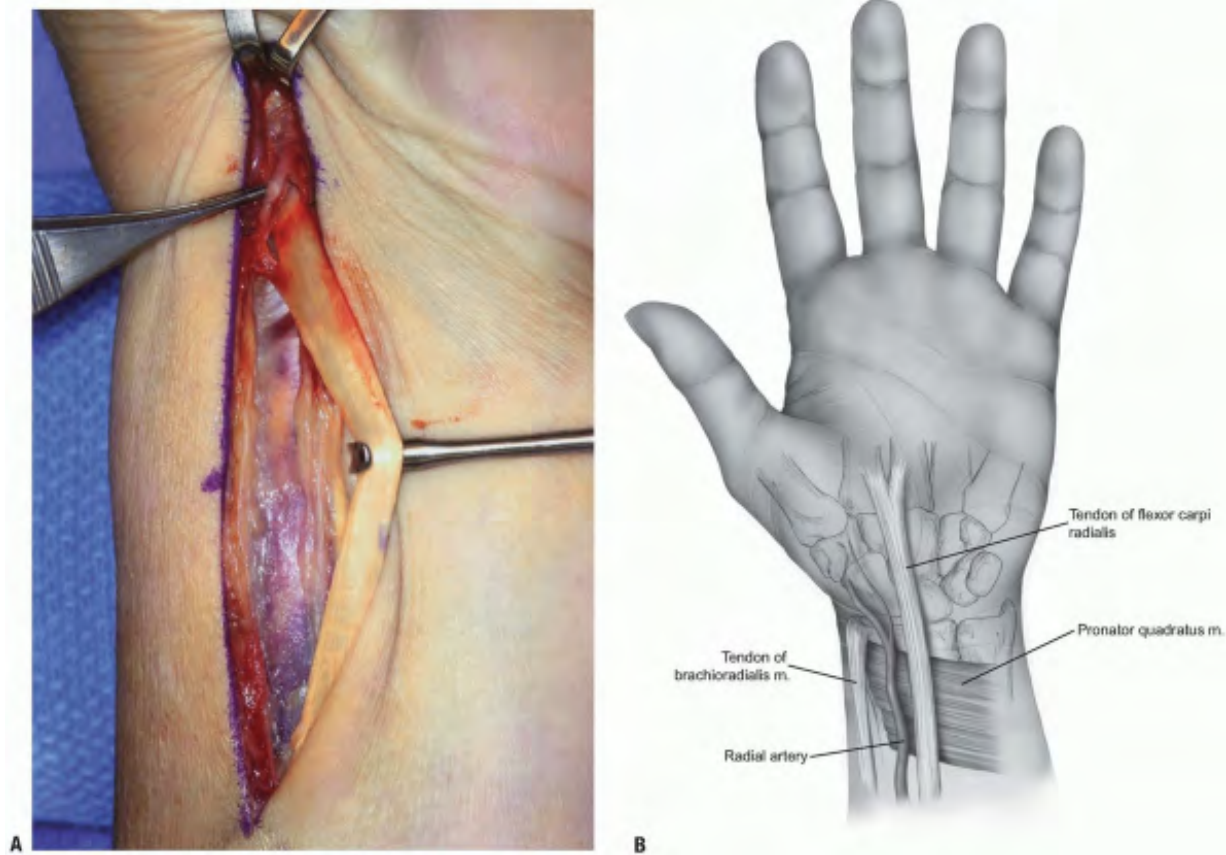 Tendon of flexor carpi
radialis
Pronator quadratus m.
Tendon of
brachioradialis m.
Radial artery
A
B